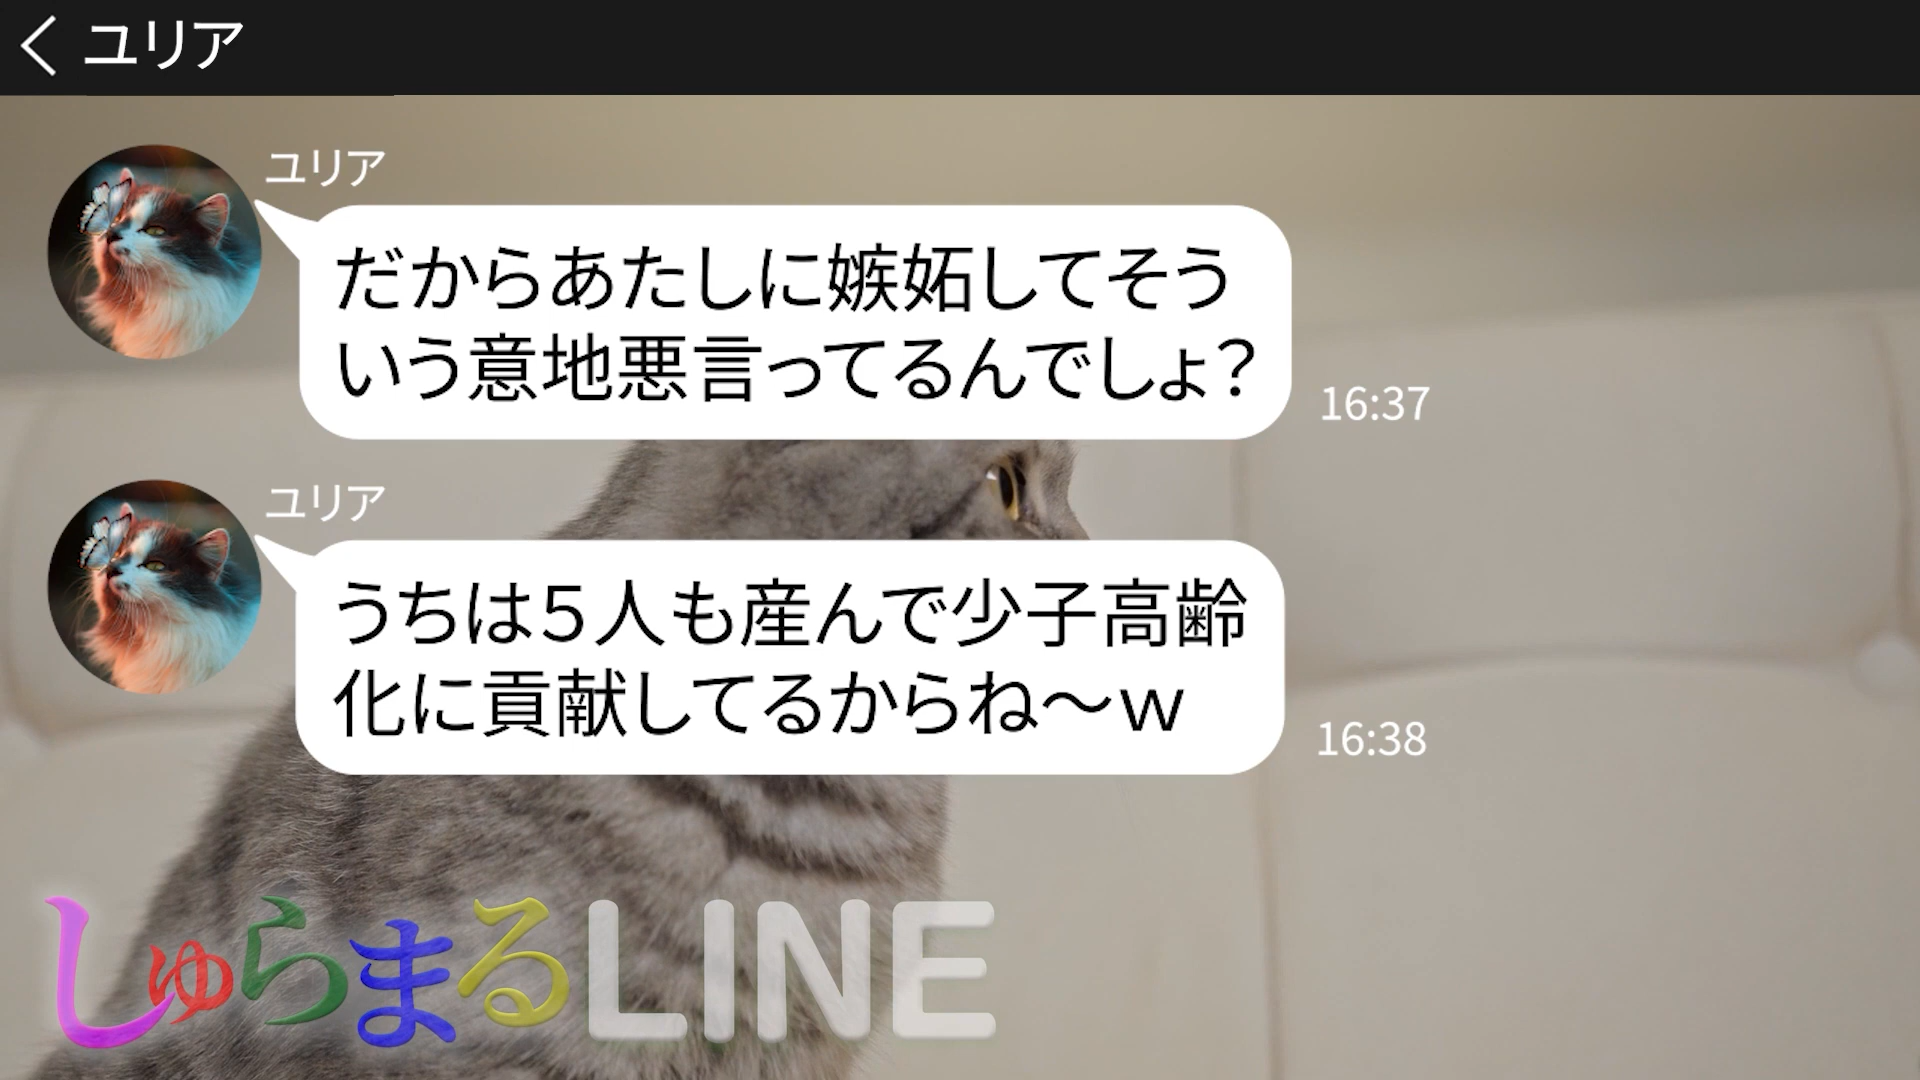 ユリア
ユリア
だからあたしに嫉妬してそう
いう意地悪言ってるんでしょ？
16:37
ユリア
うちは５人も産んで少子高齢
化に貢献してるからね～ｗ
16:38
しゅらまるLINE